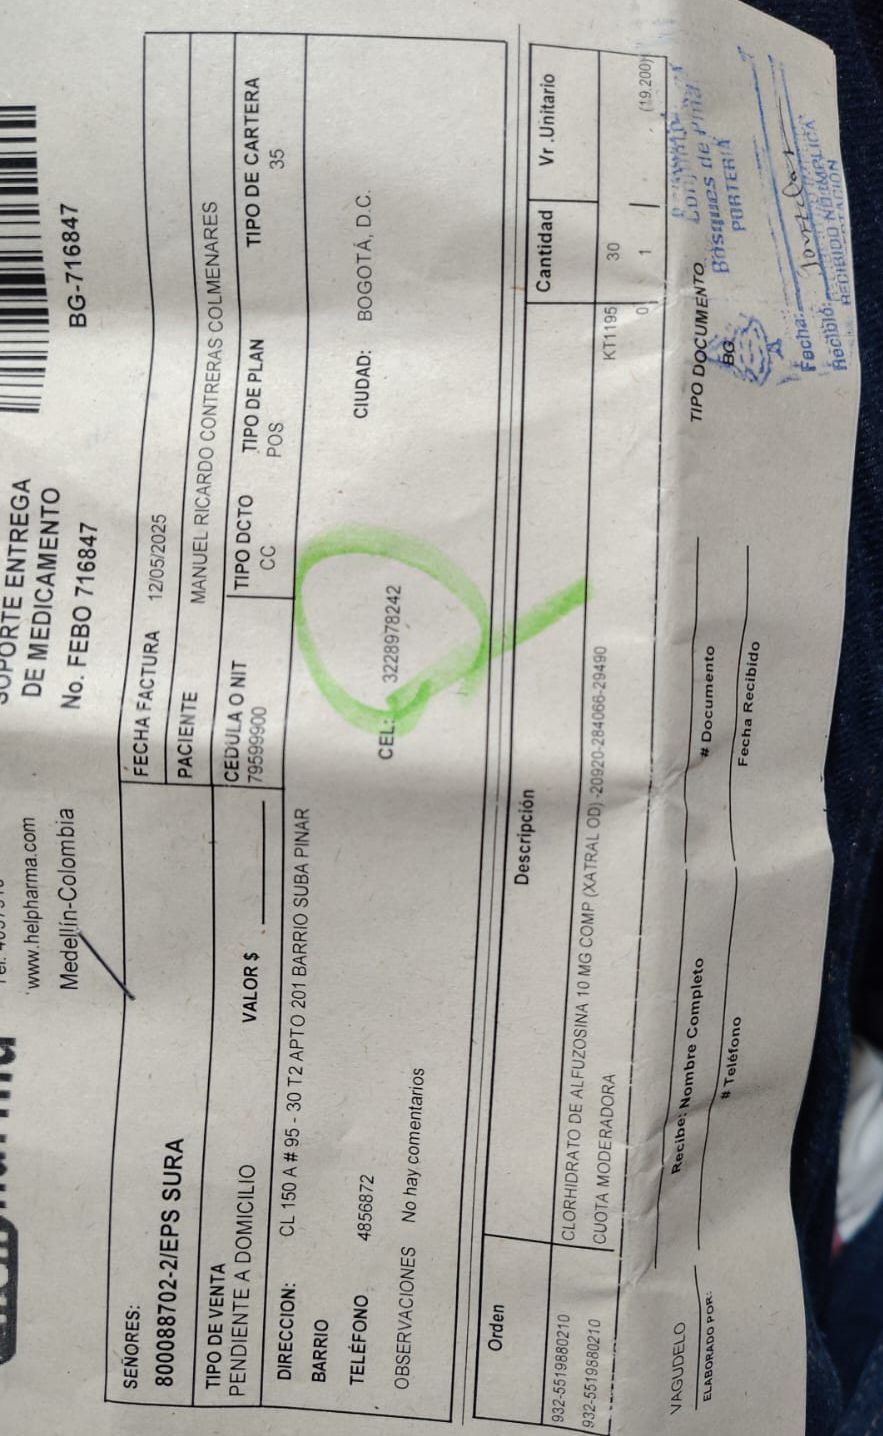 www.helpharma.com
Medellín-Colombia
SOPORTE ENTREGA
DE MEDICAMENTO
No. FEBO 716847
BG-716847
SEÑORES:
800088702-2/EPS SURA
FECHA FACTURA 12/05/2025
PACIENTE MANUEL RICARDO CONTRERAS COLMENARES
TIPO DE VENTA
PENDIENTE A DOMICILIO
VALOR $
CEDULA O NIT
79599900
TIPO DCTO
CC
TIPO DE PLAN
POS
TIPO DE CARTERA
35
DIRECCION: CL 150 A # 95 - 30 T2 APTO 201 BARRIO SUBA PINAR
BARRIO
TELÉFONO 4856872
CEL: 3228978242
CIUDAD: BOGOTÁ, D.C.
OBSERVACIONES No hay comentarios
Orden Descripción Cantidad Vr .Unitario
932-5519880210 CLORHIDRATO DE ALFUZOSINA 10 MG COMP (XATRAL OD) -20920-284066-29490 KT1195 30
932-5519880210 CUOTA MODERADORA 0 1 (19.200)
VAGUDELO
ELABORADO POR:
Recibe: Nombre Completo
# Documento
TIPO DOCUMENTO
BG
# Teléfono
Fecha Recibido
Bosques de Pina
PORTERIA
Fecha:
Recibió:
RECIBIDO NO IMPLICA